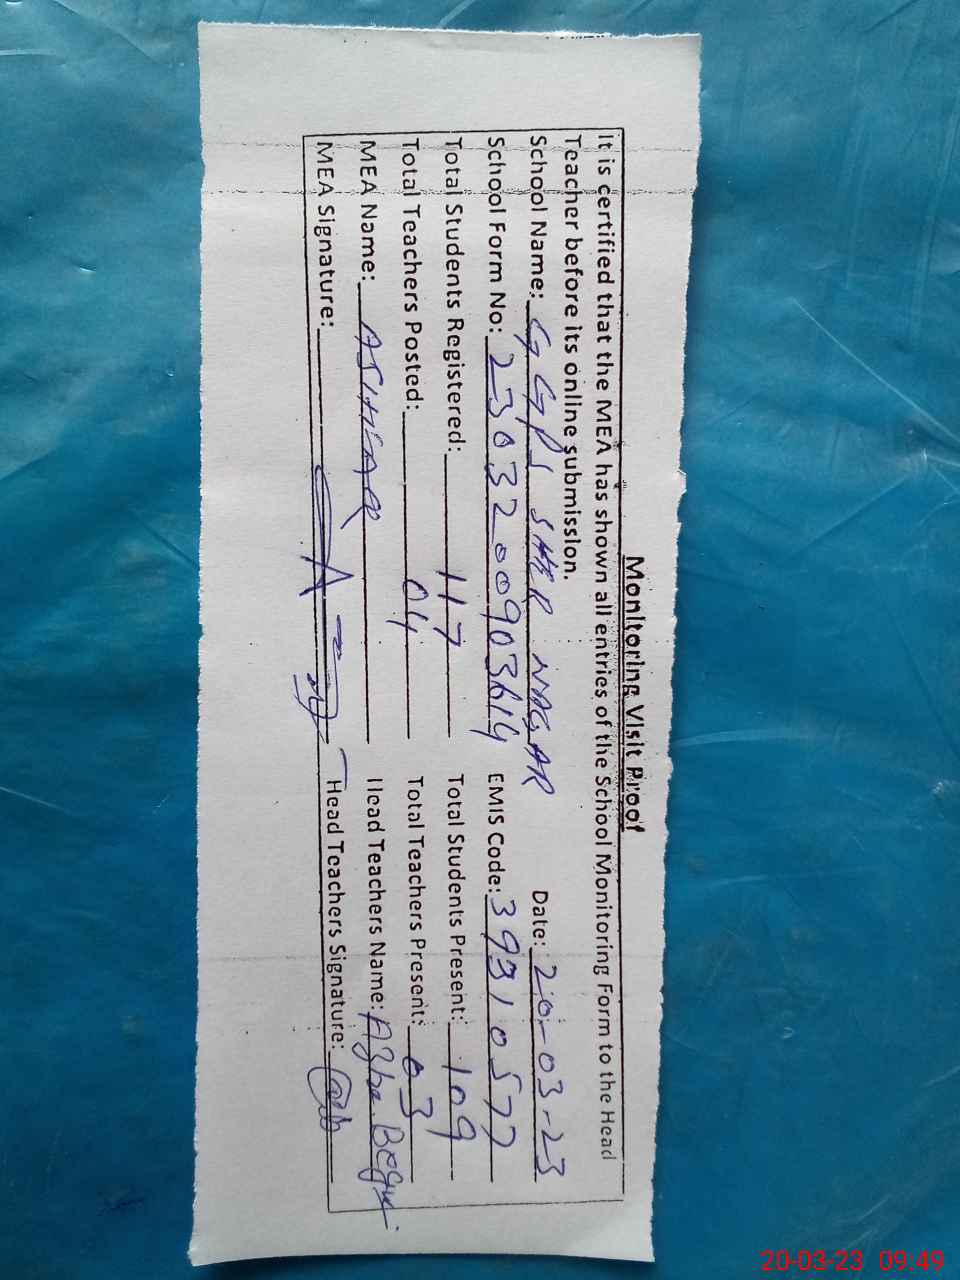 Monitoring Visit Proof
It is certified that the MEA has shown all entries of the School Monitoring Form to the Head
Teacher before its online submission.
School Name: GGPS SHER NAGAR Date: 20-03-23
School Form No: 2303200903614 EMIS Code: 39310577
Total Students Registered: 117 Total Students Present: 109
Total Teachers Posted: 04 Total Teachers Present: 03
MEA Name: ASHAR Head Teachers Name: Azba Begum
MEA Signature: Head Teachers Signature:
20-03-23 09:49